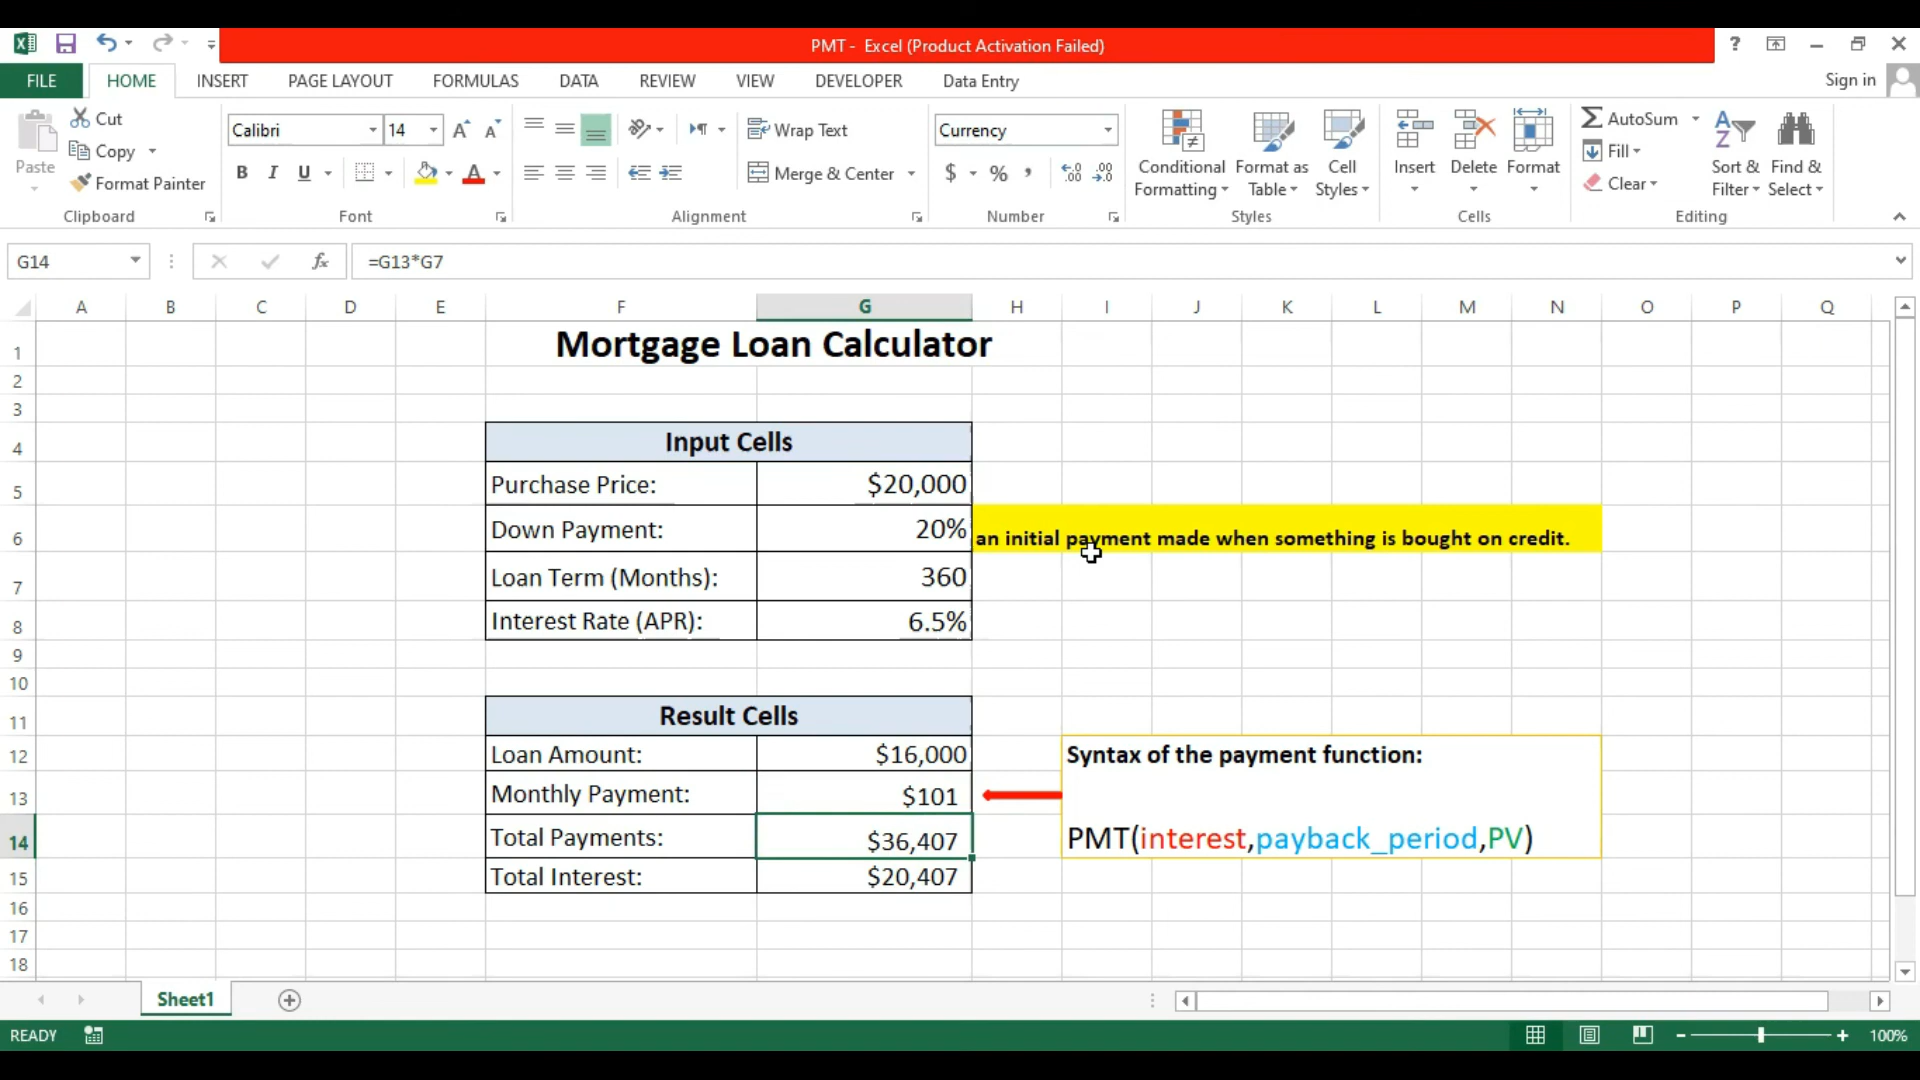 PMT - Excel (Product Activation Failed)
FILE HOME INSERT PAGE LAYOUT FORMULAS DATA REVIEW VIEW DEVELOPER Data Entry Sign in
Paste
Cut
Copy
Format Painter
Clipboard
Calibri 14
B I U
Font
Wrap Text
Merge & Center
Alignment
Currency
$ % ,
Number
Conditional Formatting
Format as Table
Cell Styles
Styles
Insert
Delete
Format
Cells
AutoSum
Fill
Clear
Sort & Filter
Find & Select
Editing
G14 fx =G13*G7
A B C D E F G H I J K L M N O P Q
1 Mortgage Loan Calculator
2
3
4 Input Cells
5 Purchase Price: $20,000
6 Down Payment: 20% an initial payment made when something is bought on credit.
7 Loan Term (Months): 360
8 Interest Rate (APR): 6.5%
9
10
11 Result Cells
12 Loan Amount: $16,000 Syntax of the payment function:
13 Monthly Payment: $101
14 Total Payments: $36,407 PMT(interest,payback_period,PV)
15 Total Interest: $20,407
16
17
18
Sheet1
READY 100%